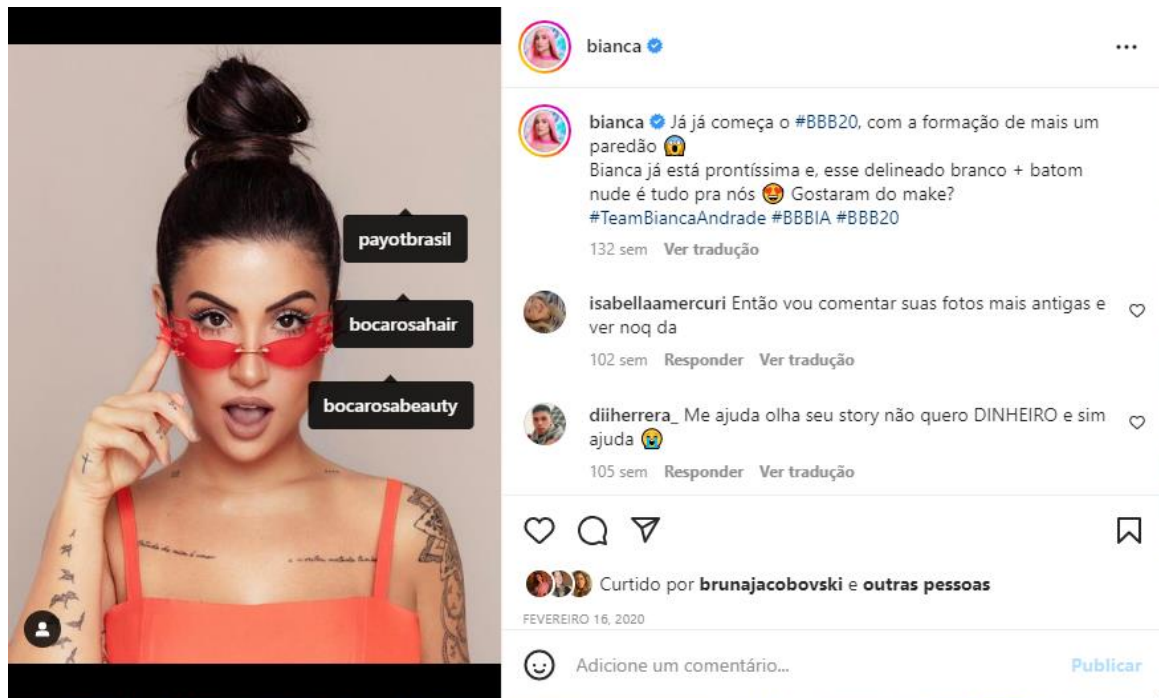 payotbrasil
bocarosahair
bocarosabeauty
bianca
bianca Já já começa o #BBB20, com a formação de mais um
paredão 😱
Bianca já está prontíssima e, esse delineado branco + batom
nude é tudo pra nós 😍 Gostaram do make?
#TeamBiancaAndrade #BBBIA #BBB20
132 sem Ver tradução
isabellaamercuri Então vou comentar suas fotos mais antigas e
ver noq da
102 sem Responder Ver tradução
diiherrera_ Me ajuda olha seu story não quero DINHEIRO e sim
ajuda 😭
105 sem Responder Ver tradução
Curtido por brunajacobovski e outras pessoas
FEVEREIRO 16, 2020
Adicione um comentário... Publicar